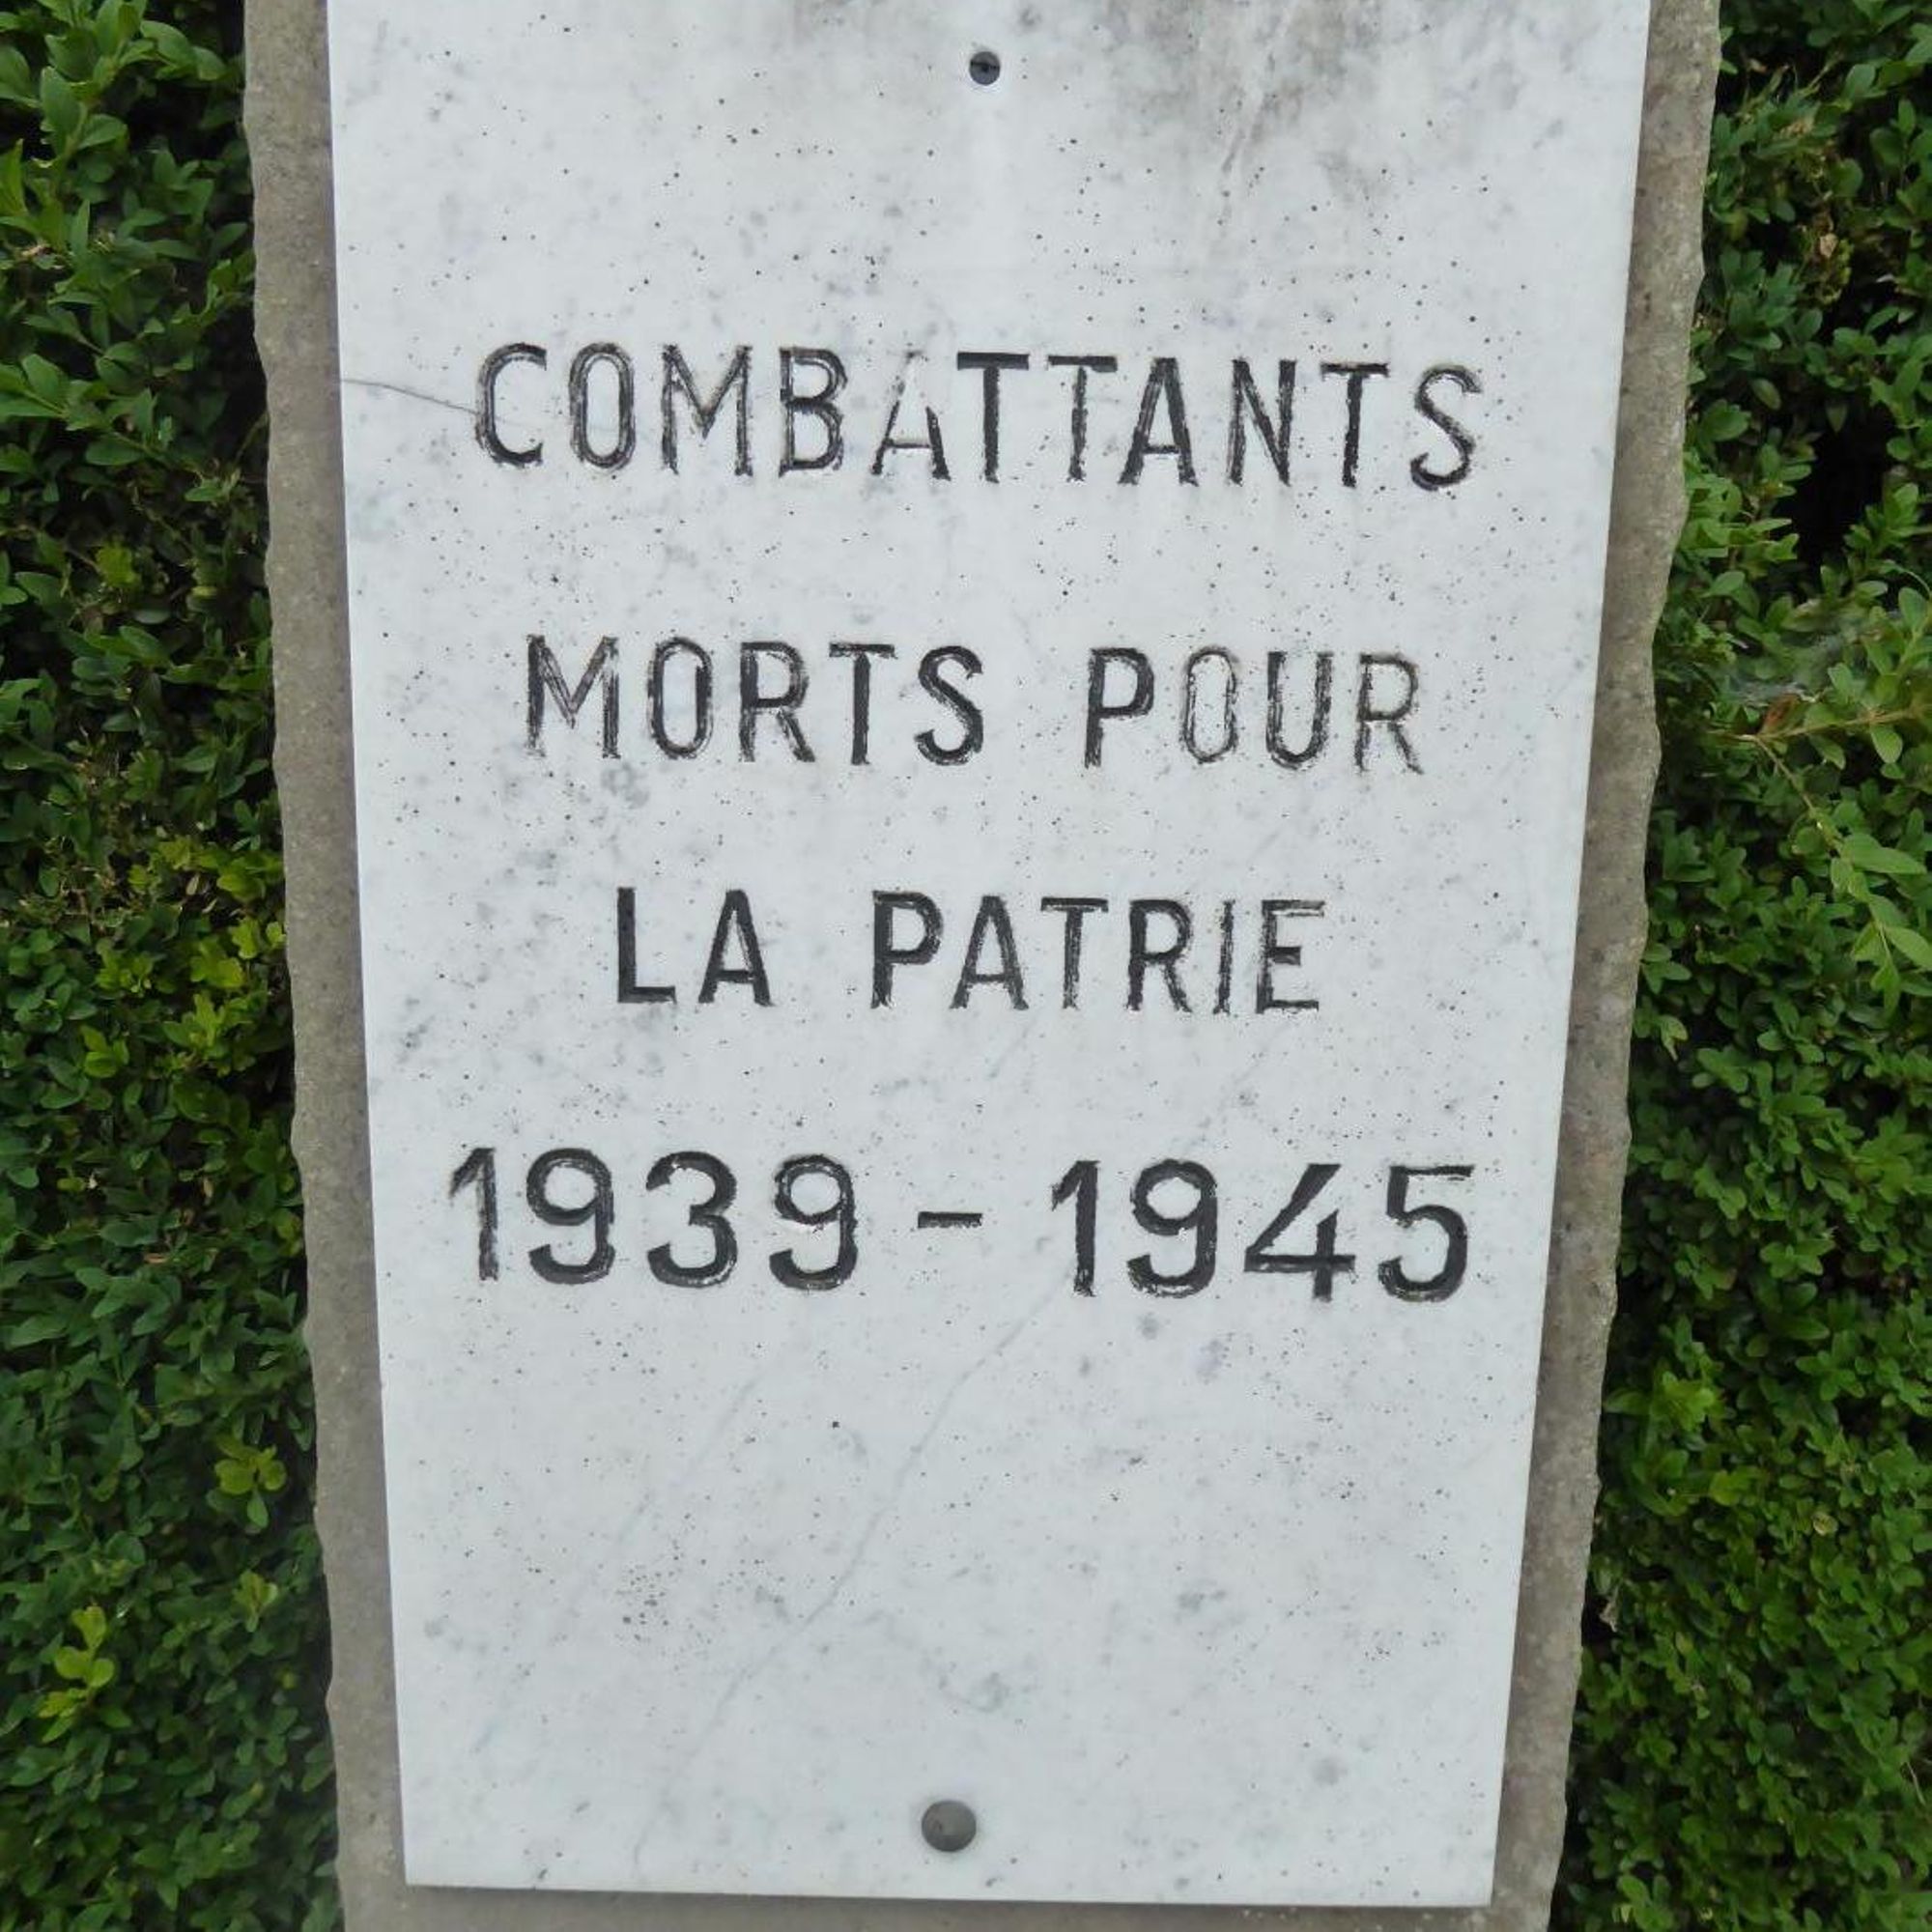 COMBATTANTS
MORTS POUR
LA PATRIE
1939 - 1945